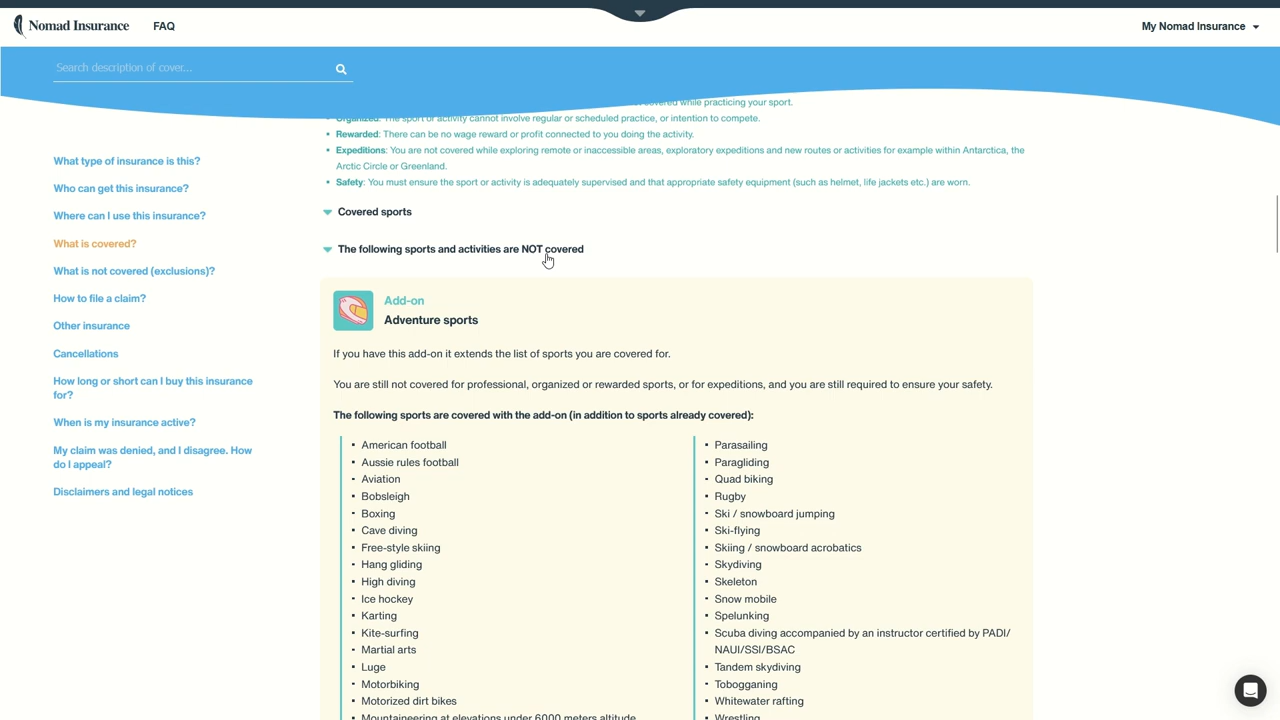 Nomad Insurance
FAQ
My Nomad Insurance
Search description of cover...
covered while practicing your sport.
Organized: The sport or activity cannot involve regular or scheduled practice, or intention to compete.
Rewarded: There can be no wage reward or profit connected to you doing the activity.
Expeditions: You are not covered while exploring remote or inaccessible areas, exploratory expeditions and new routes or activities for example within Antarctica, the
Arctic Circle or Greenland.
Safety: You must ensure the sport or activity is adequately supervised and that appropriate safety equipment (such as helmet, life jackets etc.) are worn.
What type of insurance is this?
Who can get this insurance?
Where can I use this insurance?
What is covered?
What is not covered (exclusions)?
How to file a claim?
Other insurance
Cancellations
How long or short can I buy this insurance
for?
When is my insurance active?
My claim was denied, and I disagree. How
do I appeal?
Disclaimers and legal notices
Covered sports
The following sports and activities are NOT covered
Add-on
Adventure sports
If you have this add-on it extends the list of sports you are covered for.
You are still not covered for professional, organized or rewarded sports, or for expeditions, and you are still required to ensure your safety.
The following sports are covered with the add-on (in addition to sports already covered):
American football
Aussie rules football
Aviation
Bobsleigh
Boxing
Cave diving
Free-style skiing
Hang gliding
High diving
Ice hockey
Karting
Kite-surfing
Martial arts
Luge
Motorbiking
Motorized dirt bikes
Mountaineering at elevations under 6000 meters altitude
Parasailing
Paragliding
Quad biking
Rugby
Ski / snowboard jumping
Ski-flying
Skiing / snowboard acrobatics
Skydiving
Skeleton
Snow mobile
Spelunking
Scuba diving accompanied by an instructor certified by PADI/
NAUI/SSI/BSAC
Tandem skydiving
Tobogganing
Whitewater rafting
Wrestling